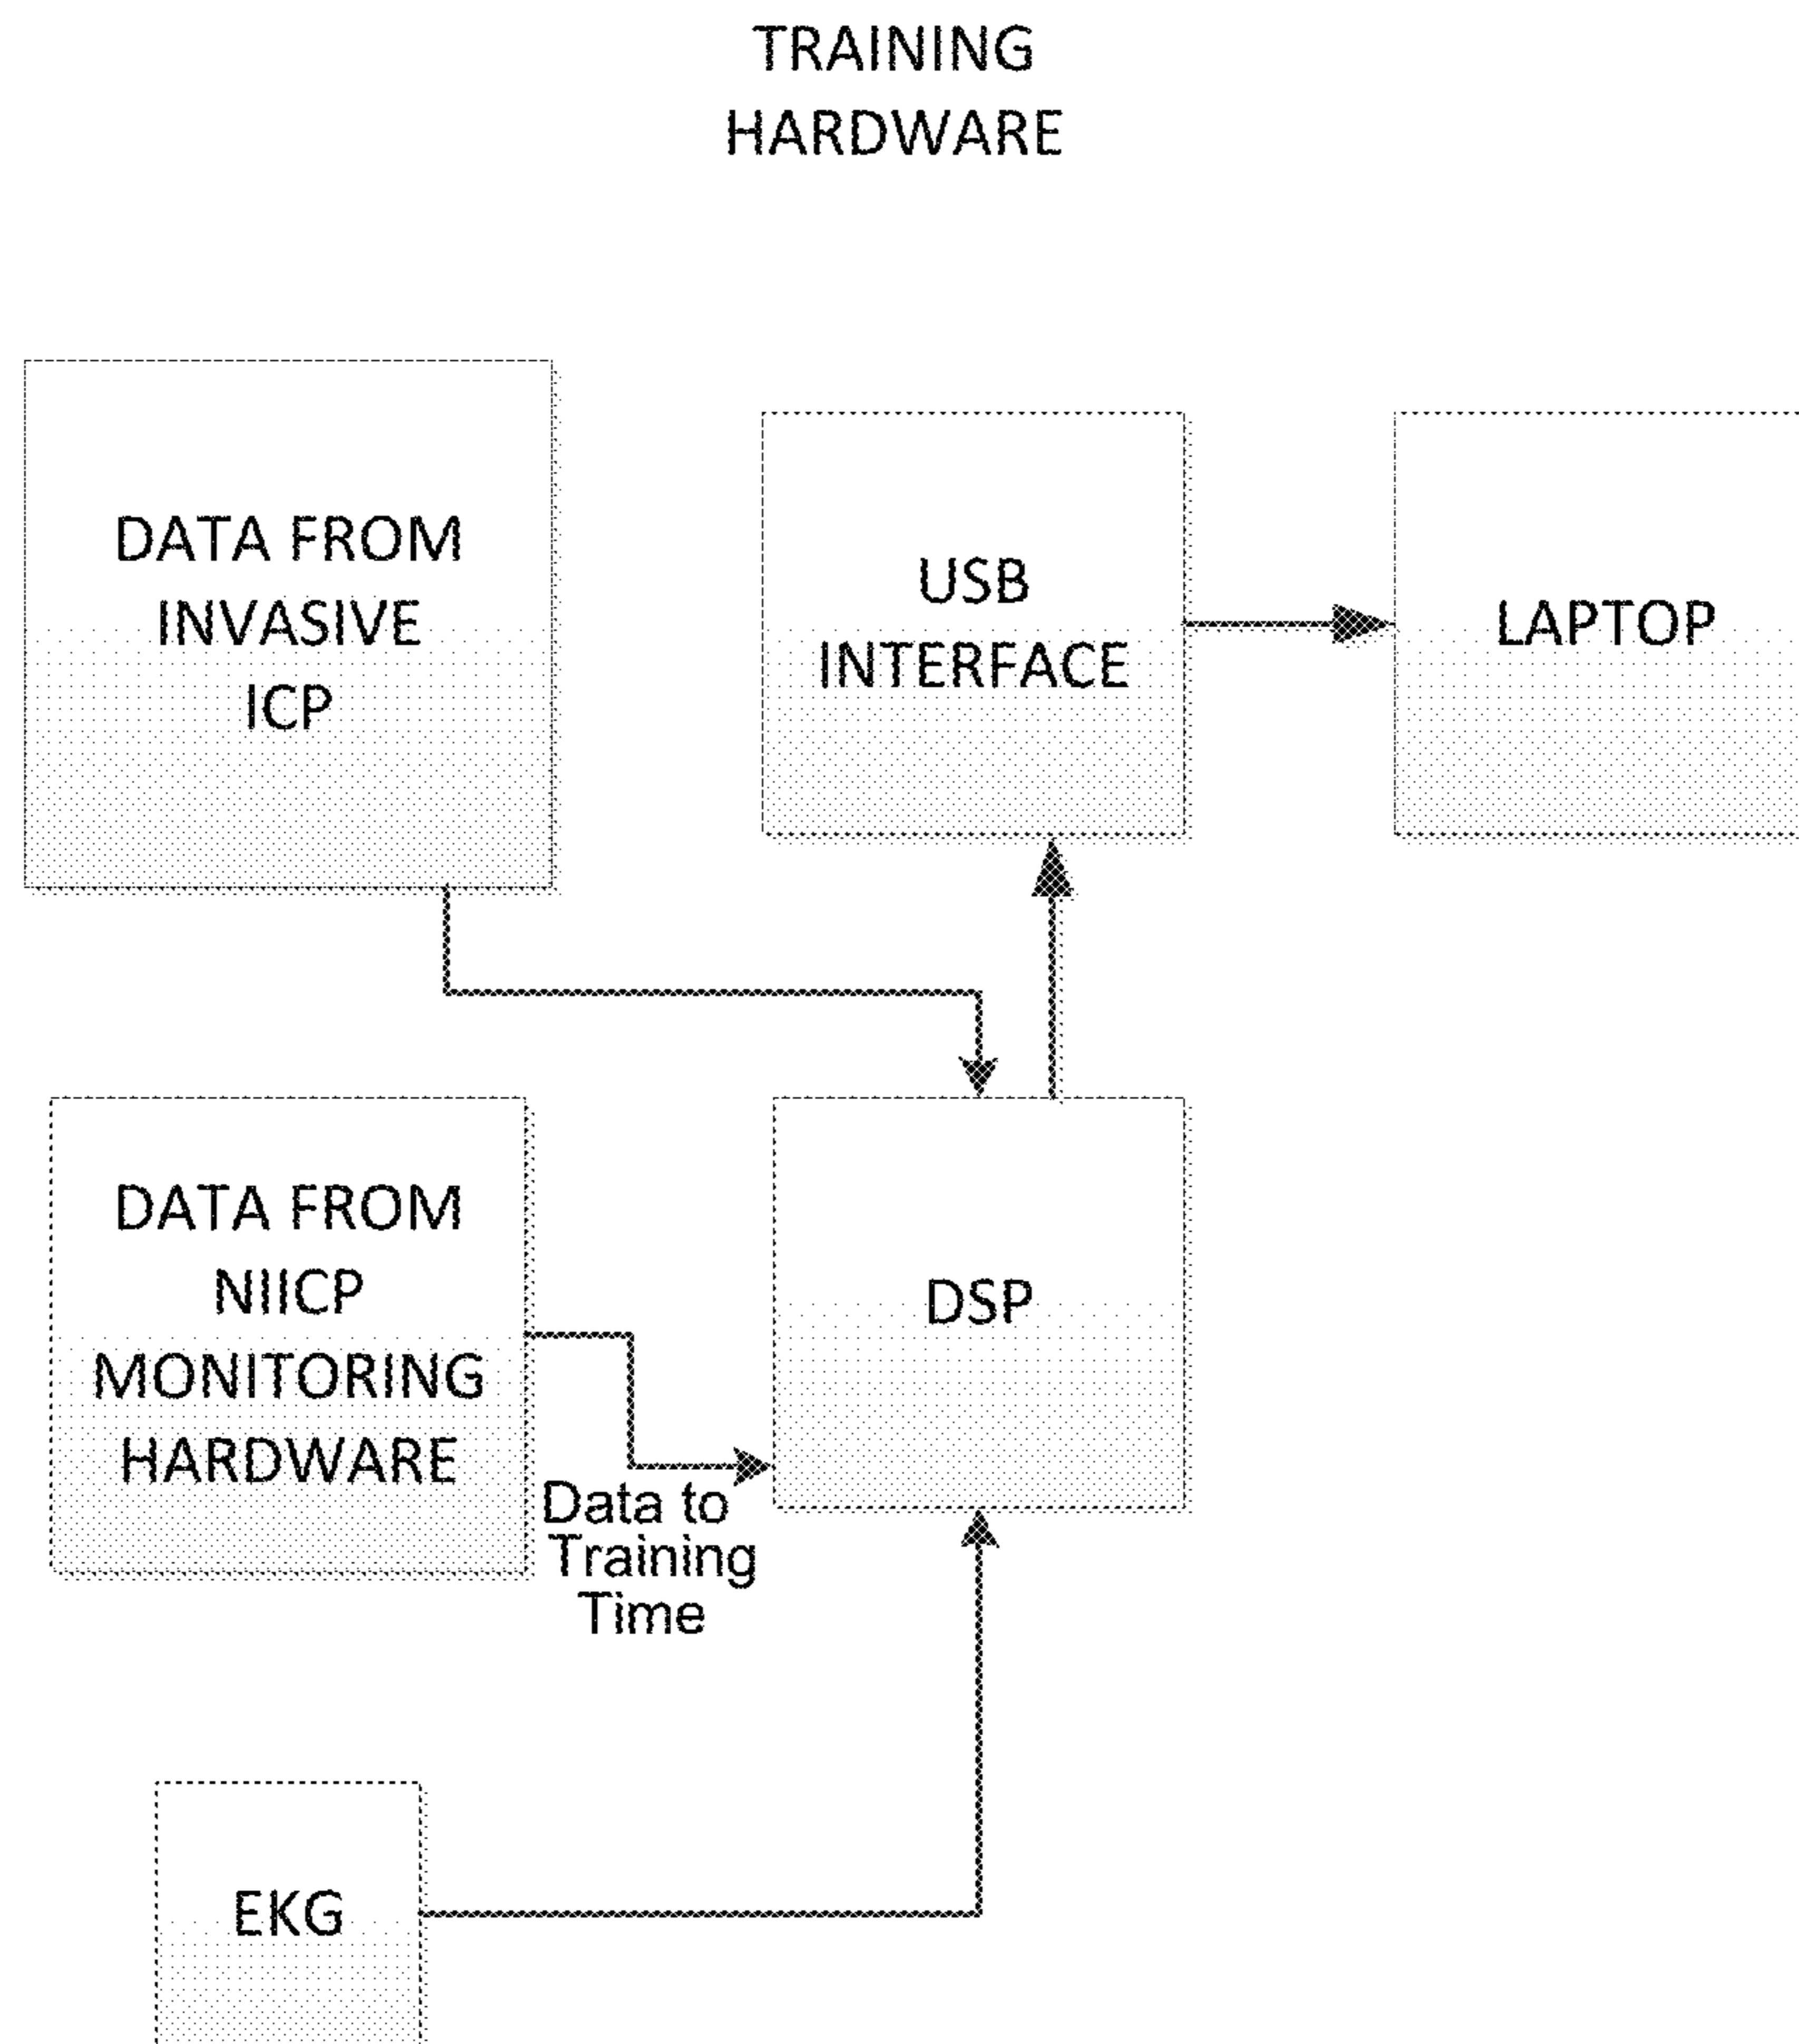 TRAINING
HARDWARE
DATA FROM
INVASIVE
ICP
USB
INTERFACE
LAPTOP
DATA FROM
NIICP
MONITORING
HARDWARE
DSP
Data to
Training
Time
EKG